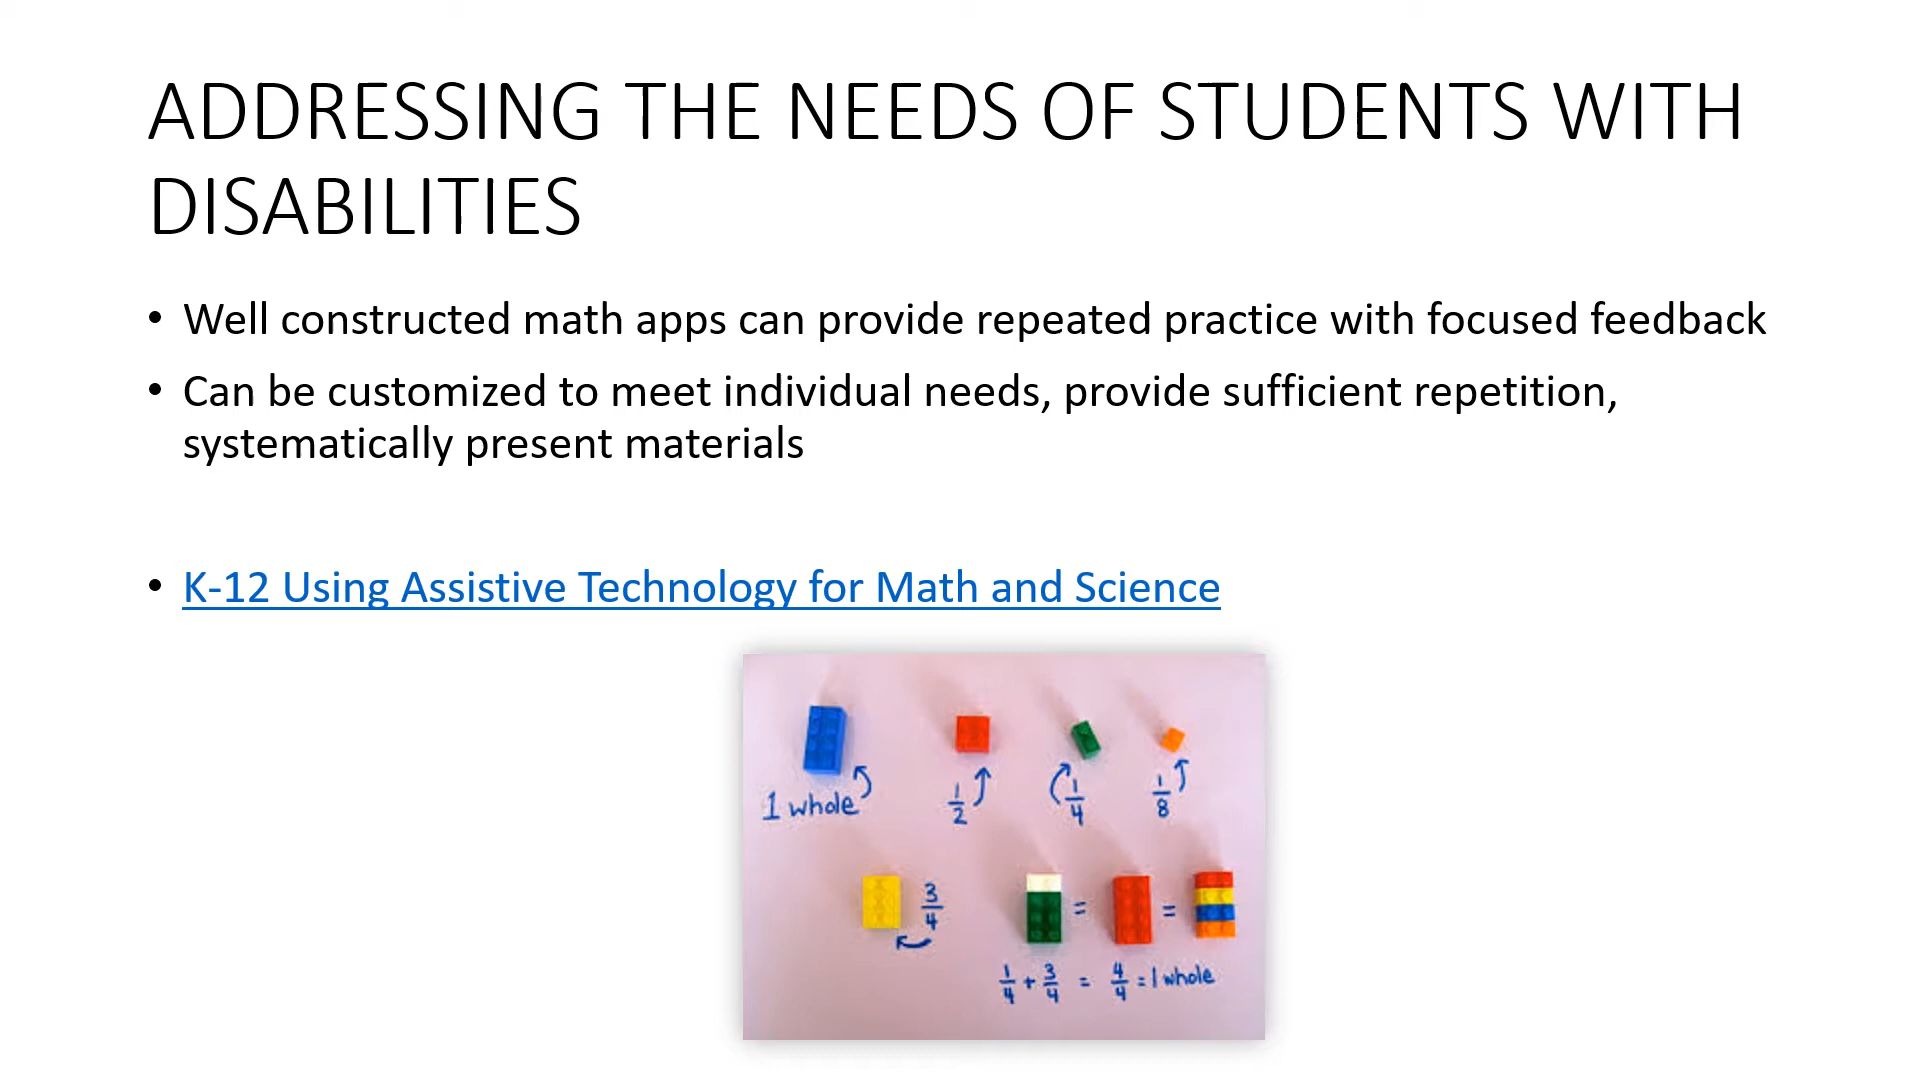 ADDRESSING THE NEEDS OF STUDENTS WITH
DISABILITIES
• Well constructed math apps can provide repeated practice with focused feedback
• Can be customized to meet individual needs, provide sufficient repetition,
systematically present materials
• K-12 Using Assistive Technology for Math and Science
1 whole
1/2
1/4
1/8
3/4
= =
1/4 + 3/4 = 4/4 = 1 whole